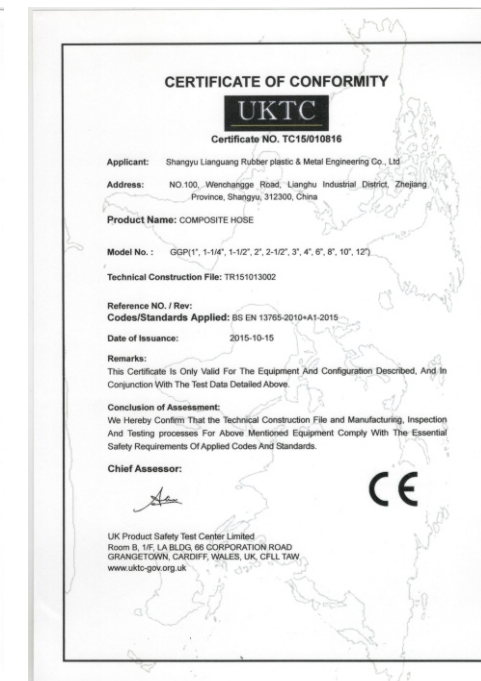 CERTIFICATE OF CONFORMITY
UKTC
Certificate NO. TC15/010816
Applicant: Shangyu Lianguang Rubber plastic & Metal Engineering Co., Ltd
Address: NO.100, Wenchangge Road, Lianghu Industrial District, Zhejiang
Province, Shangyu, 312300, China
Product Name: COMPOSITE HOSE
Model No. : GGP(1", 1-1/4", 1-1/2", 2", 2-1/2", 3", 4", 6", 8", 10", 12")
Technical Construction File: TR151013002
Reference NO. / Rev:
Codes/Standards Applied: BS EN 13765-2010+A1-2015
Date of Issuance: 2015-10-15
Remarks:
This Certificate Is Only Valid For The Equipment And Configuration Described, And In
Conjunction With The Test Data Detailed Above.
Conclusion of Assessment:
We Hereby Confirm That the Technical Construction File and Manufacturing, Inspection
And Testing processes For Above Mentioned Equipment Comply With The Essential
Safety Requirements Of Applied Codes And Standards.
Chief Assessor:
CE
UK Product Safety Test Center Limited
Room B, 1/F, LA BLDG, 66 CORPORATION ROAD
GRANGETOWN, CARDIFF, WALES, UK, CFLL TAW
www.uktc-gov.org.uk